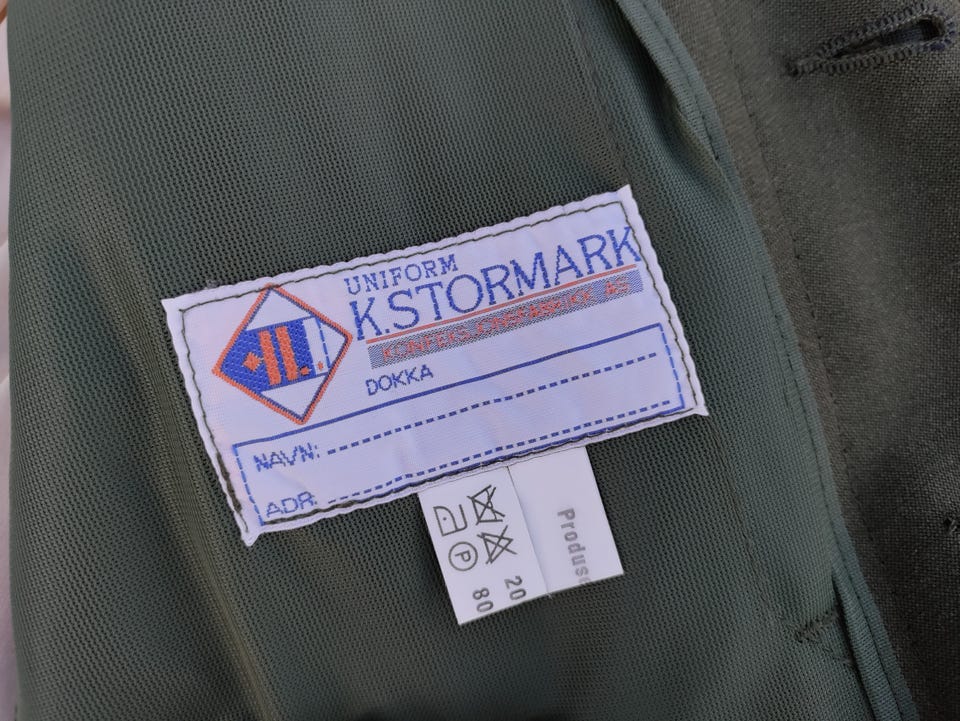 UNIFORM
K.STORMARK
KONFEKSJONSFABRIKK AS
DOKKA
NAVN:
ADR.
P
20
80
Produse